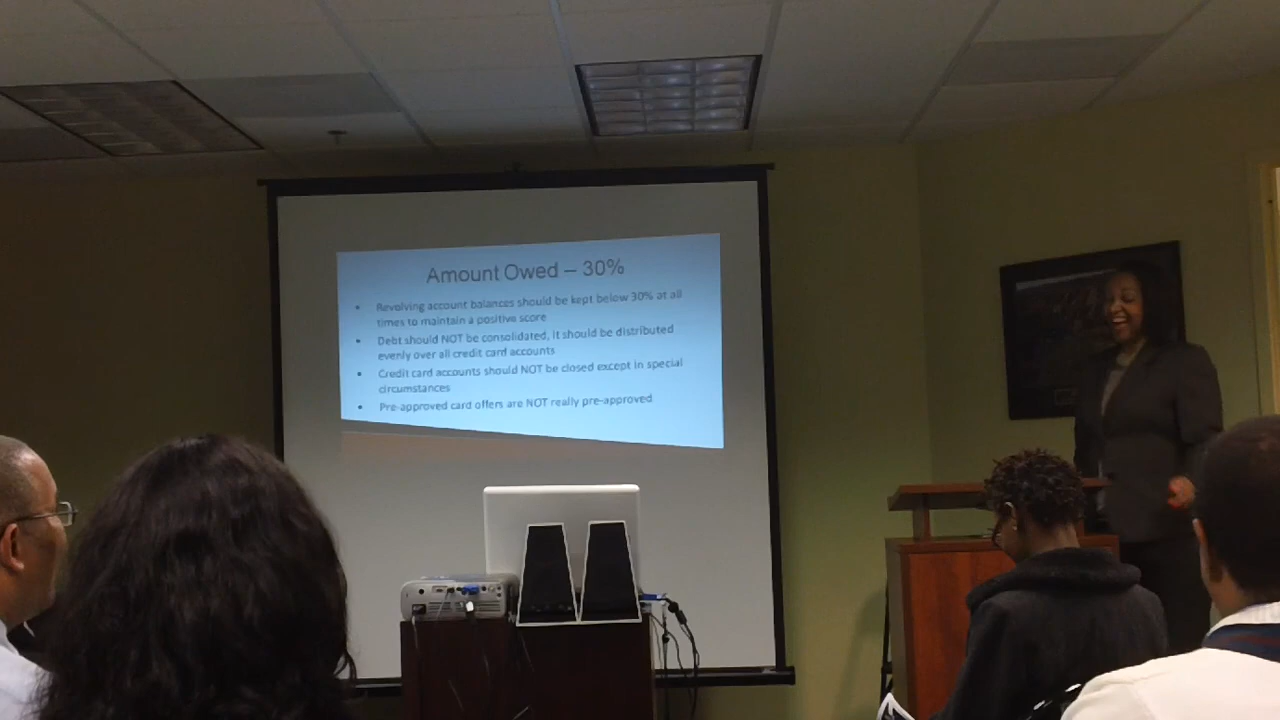 Amount Owed – 30%
• Revolving account balances should be kept below 30% at all
times to maintain a positive score
• Debt should NOT be consolidated, it should be distributed
evenly over all credit card accounts
• Credit card accounts should NOT be closed except in special
circumstances
• Pre-approved card offers are NOT really pre-approved